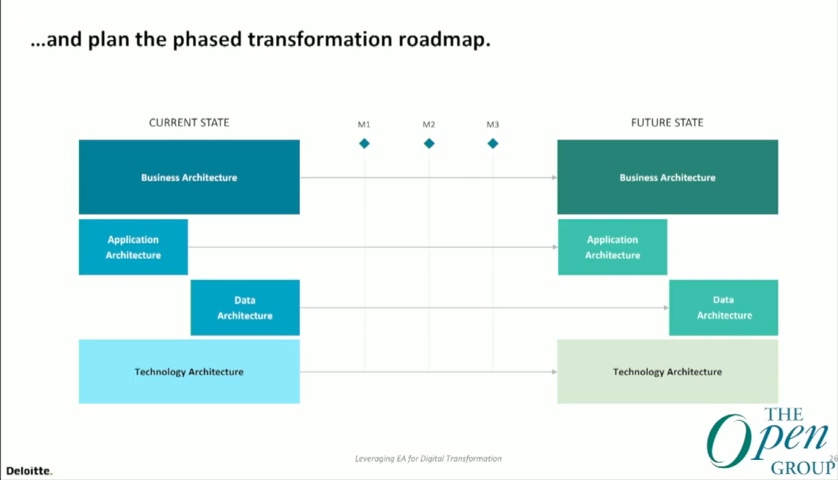 ...and plan the phased transformation roadmap.
CURRENT STATE
M1
M2
M3
FUTURE STATE
Business Architecture
Business Architecture
Application
Architecture
Application
Architecture
Data
Architecture
Data
Architecture
Technology Architecture
Technology Architecture
THE
Open
GROUP
Leveraging EA for Digital Transformation
26
Deloitte.